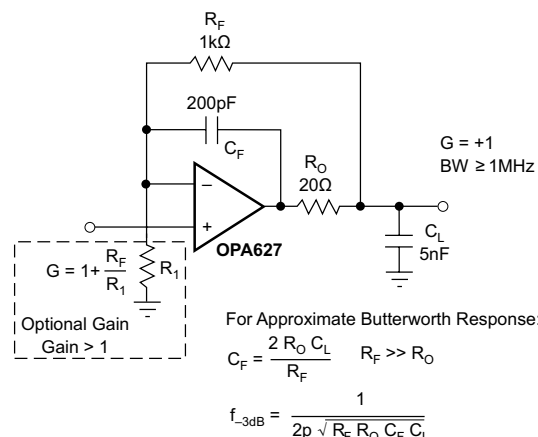 R_F
1kΩ
200pF
C_F
R_O
20Ω
G = +1
BW ≥ 1MHz
–
+
OPA627
C_L
5nF
G = 1+ R_F / R_1
R_1
Optional Gain
Gain > 1
For Approximate Butterworth Response:
C_F = 2 R_O C_L / R_F
R_F >> R_O
f_–3dB = 1 / 2p √ R_F R_O C_F C_L